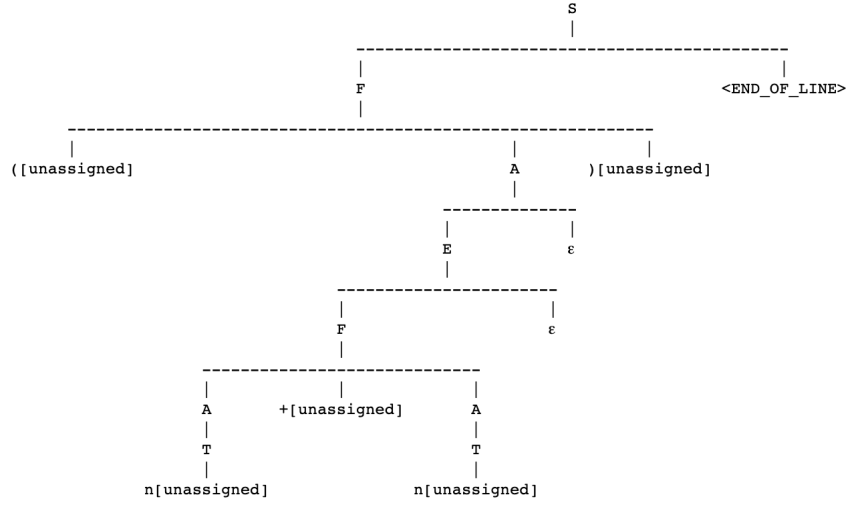 S
F <END_OF_LINE>
([unassigned] A )[unassigned]
E ε
F ε
A +[unassigned] A
T T
n[unassigned] n[unassigned]